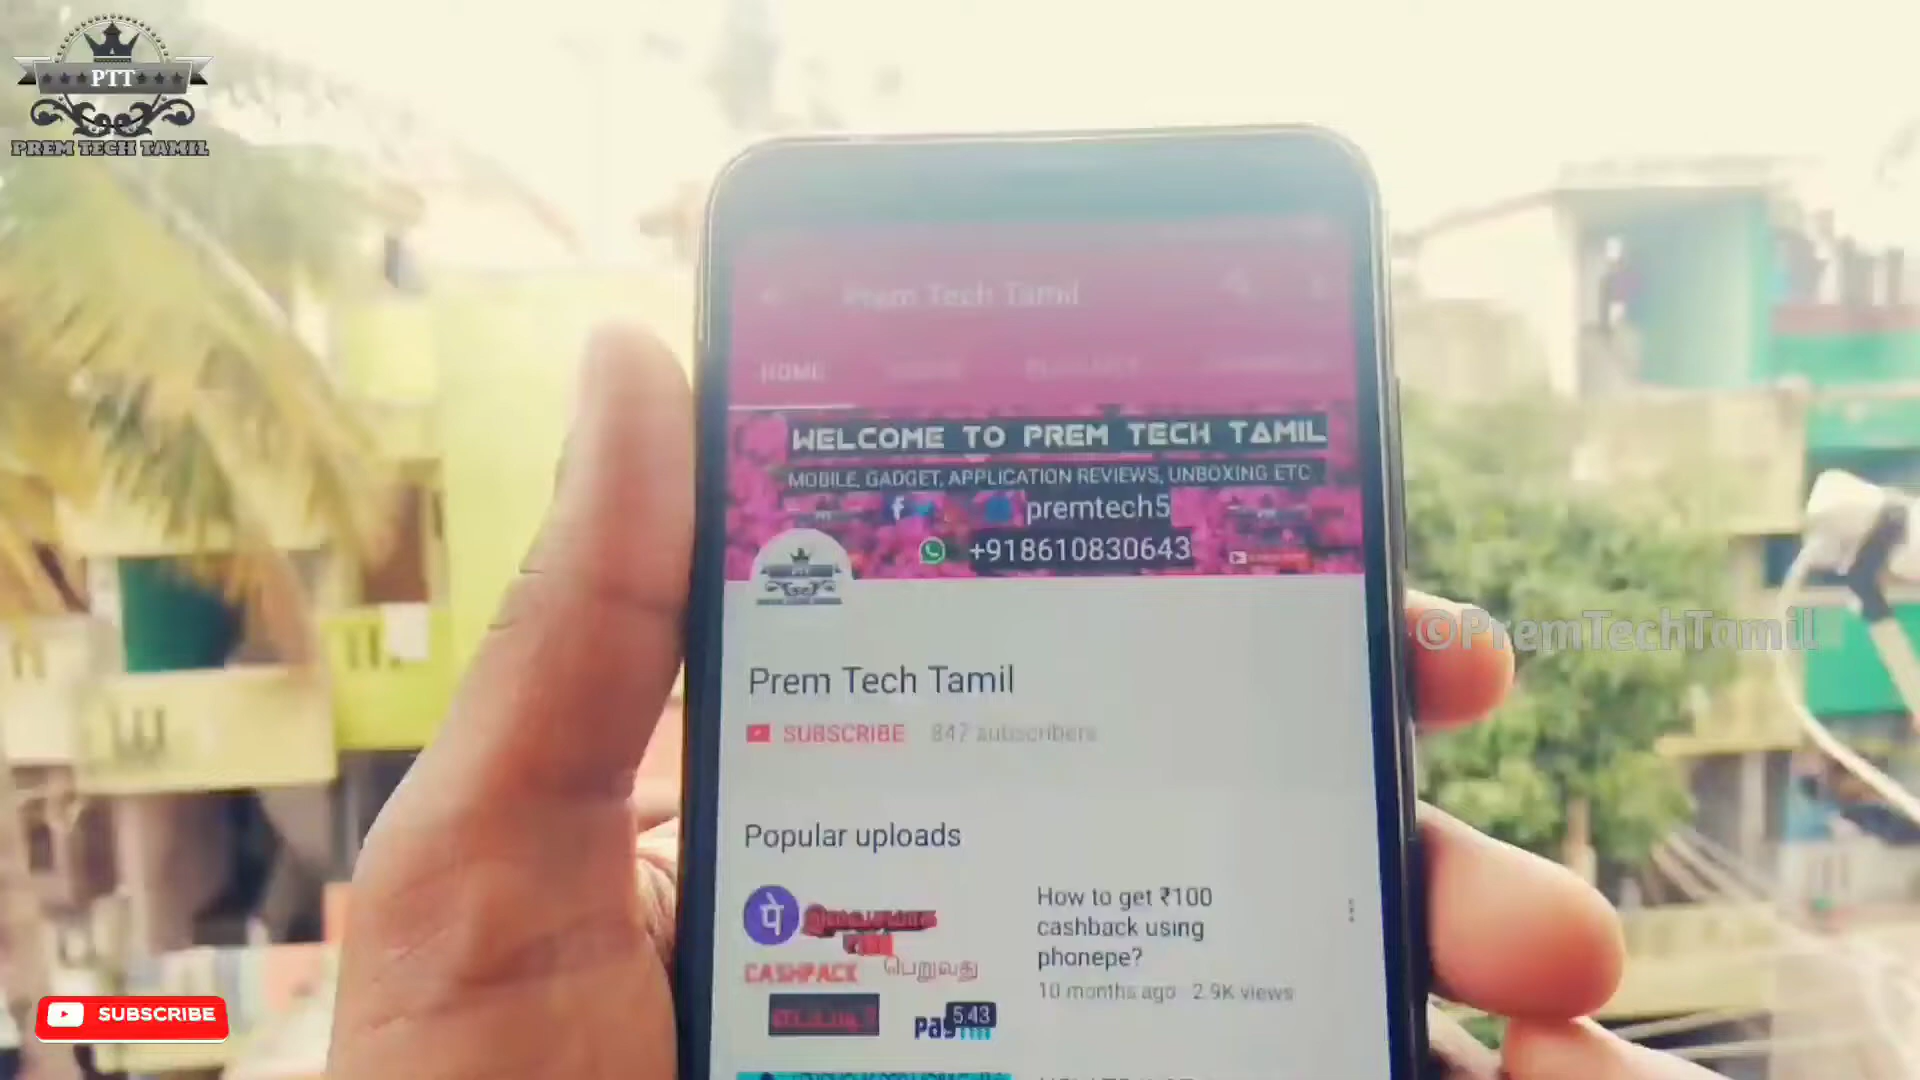 PTT
PREM TECH TAMIL
Prem Tech Tamil
HOME
WELCOME TO PREM TECH TAMIL
MOBILE, GADGET, APPLICATION REVIEWS, UNBOXING ETC
premtech5
+918610830643
©PremTechTamil
Prem Tech Tamil
SUBSCRIBE 847 subscribers
Popular uploads
பே
CASHPACK
பெறுவது
5:43
How to get ₹100
cashback using
phonepe?
10 months ago · 2.9K views
SUBSCRIBE